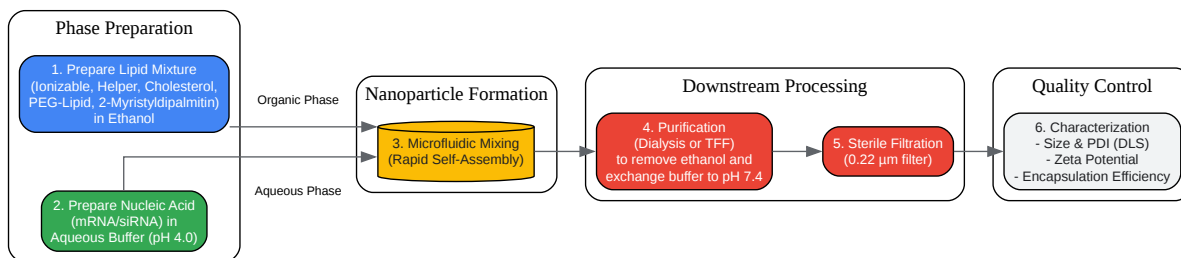 Phase Preparation
1. Prepare Lipid Mixture
(Ionizable, Helper, Cholesterol,
PEG-Lipid, 2-Myristyldipalmitin)
in Ethanol
2. Prepare Nucleic Acid
(mRNA/siRNA) in
Aqueous Buffer (pH 4.0)
Organic Phase
Aqueous Phase
Nanoparticle Formation
3. Microfluidic Mixing
(Rapid Self-Assembly)
Downstream Processing
4. Purification
(Dialysis or TFF)
to remove ethanol and
exchange buffer to pH 7.4
5. Sterile Filtration
(0.22 µm filter)
Quality Control
6. Characterization
- Size & PDI (DLS)
- Zeta Potential
- Encapsulation Efficiency